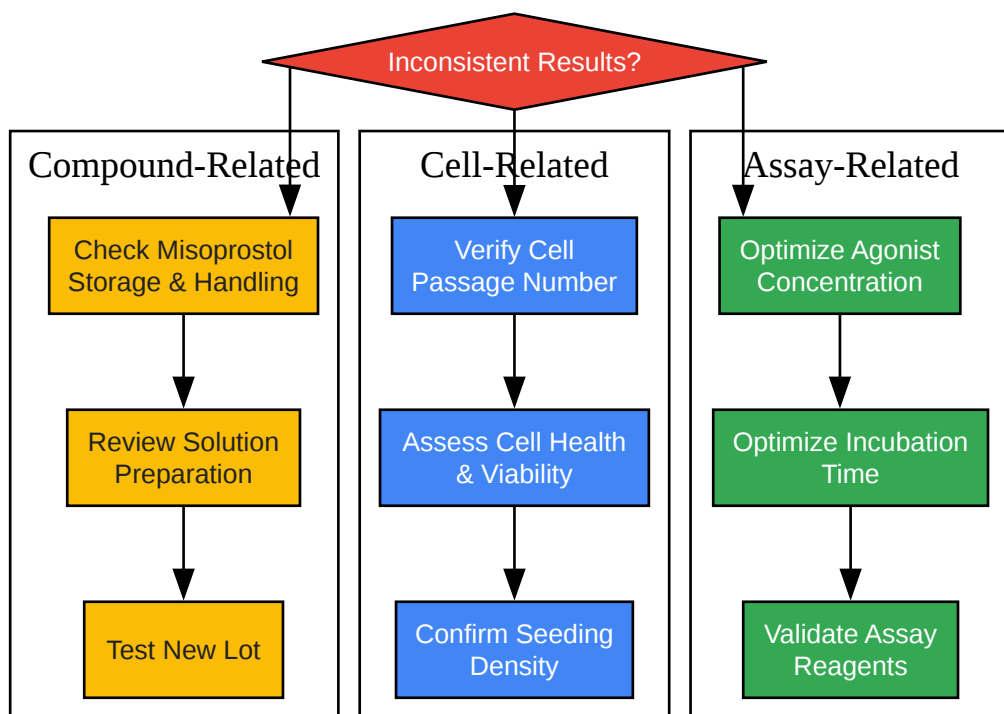 Inconsistent Results?
Compound-Related
Check Misoprostol
Storage & Handling
Review Solution
Preparation
Test New Lot
Cell-Related
Verify Cell
Passage Number
Assess Cell Health
& Viability
Confirm Seeding
Density
Assay-Related
Optimize Agonist
Concentration
Optimize Incubation
Time
Validate Assay
Reagents